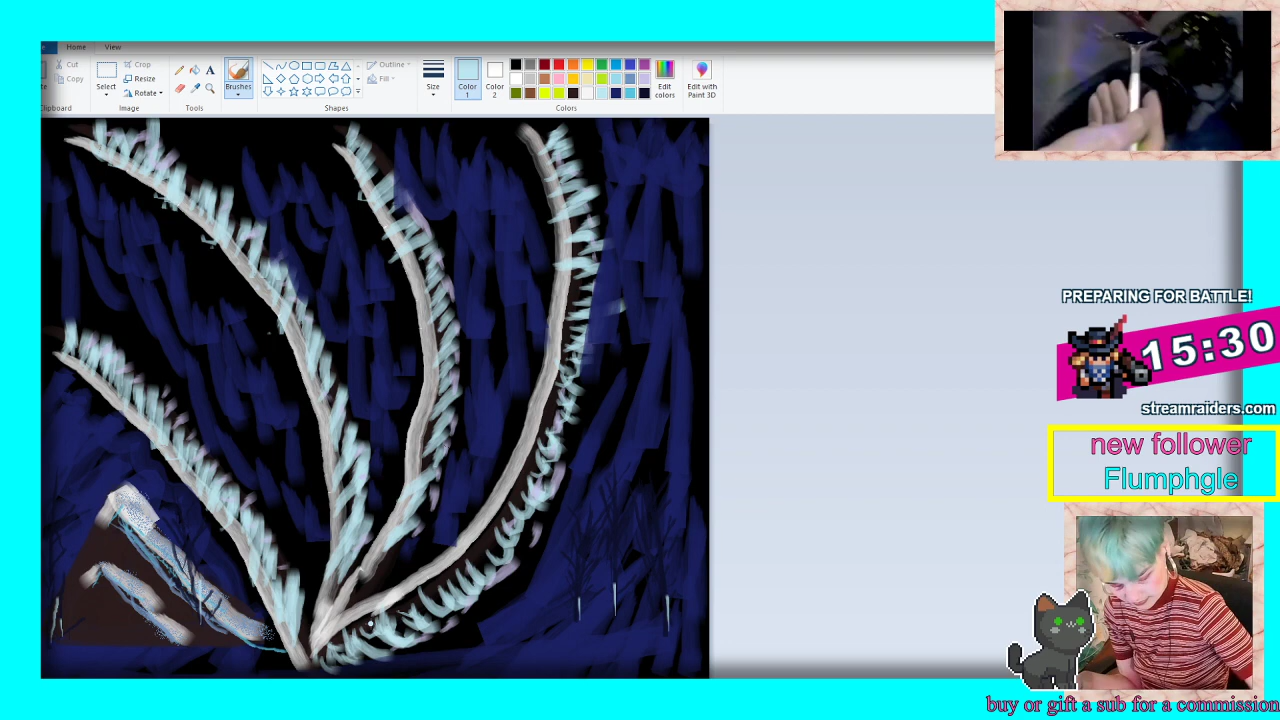 Home View
Cut
Copy
Clipboard
Select
Crop
Resize
Rotate
Image
A
Tools
Brushes
Outline
Fill
Shapes
Size
Color
1
Color
2
Edit
colors
Edit with
Paint 3D
Colors
PREPARING FOR BATTLE!
15:30
streamraiders.com
new follower
Flumphgle
buy or gift a sub for a commission